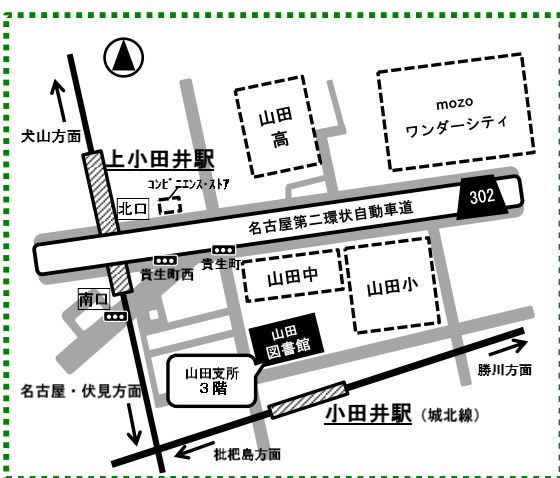 犬山方面
上小田井駅
コンビニエンス・ストア
北口
山田
高
mozo
ワンダーシティ
302
名古屋第二環状自動車道
貴生町西
貴生町
南口
山田中
山田小
山田
図書館
山田支所
3階
名古屋・伏見方面
勝川方面
小田井駅(城北線)
枇杷島方面